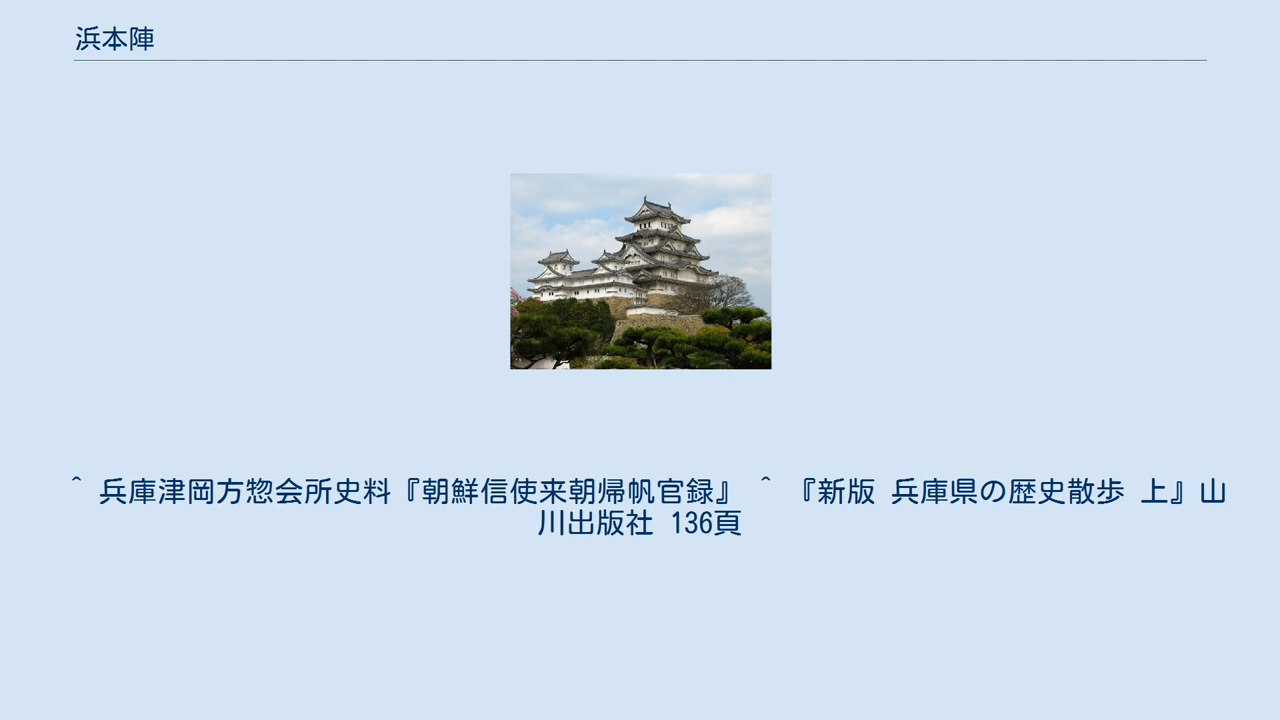 浜本陣
^ 兵庫津岡方惣会所史料『朝鮮信使来朝帰帆官録』 ^ 『新版 兵庫県の歴史散歩 上』山
川出版社 136頁